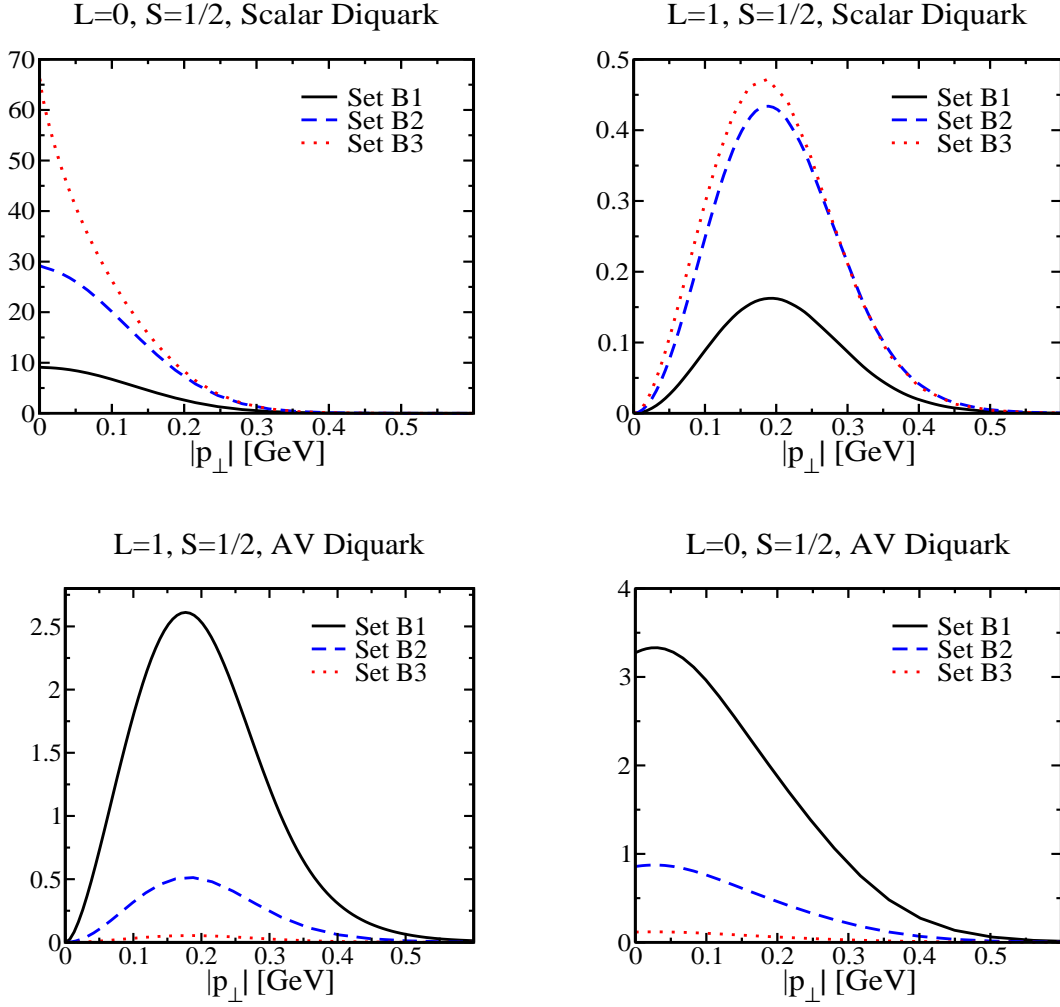 L=0, S=1/2, Scalar Diquark
70
60
50
40
30
20
10
0
Set B1
Set B2
Set B3
0 0.1 0.2 0.3 0.4 0.5
|p⊥| [GeV]
L=1, S=1/2, Scalar Diquark
0.5
0.4
0.3
0.2
0.1
0
Set B1
Set B2
Set B3
0 0.1 0.2 0.3 0.4 0.5
|p⊥| [GeV]
L=1, S=1/2, AV Diquark
2.5
2
1.5
1
0.5
0
Set B1
Set B2
Set B3
0 0.1 0.2 0.3 0.4 0.5
|p⊥| [GeV]
L=0, S=1/2, AV Diquark
4
3
2
1
0
Set B1
Set B2
Set B3
0 0.1 0.2 0.3 0.4 0.5
|p⊥| [GeV]